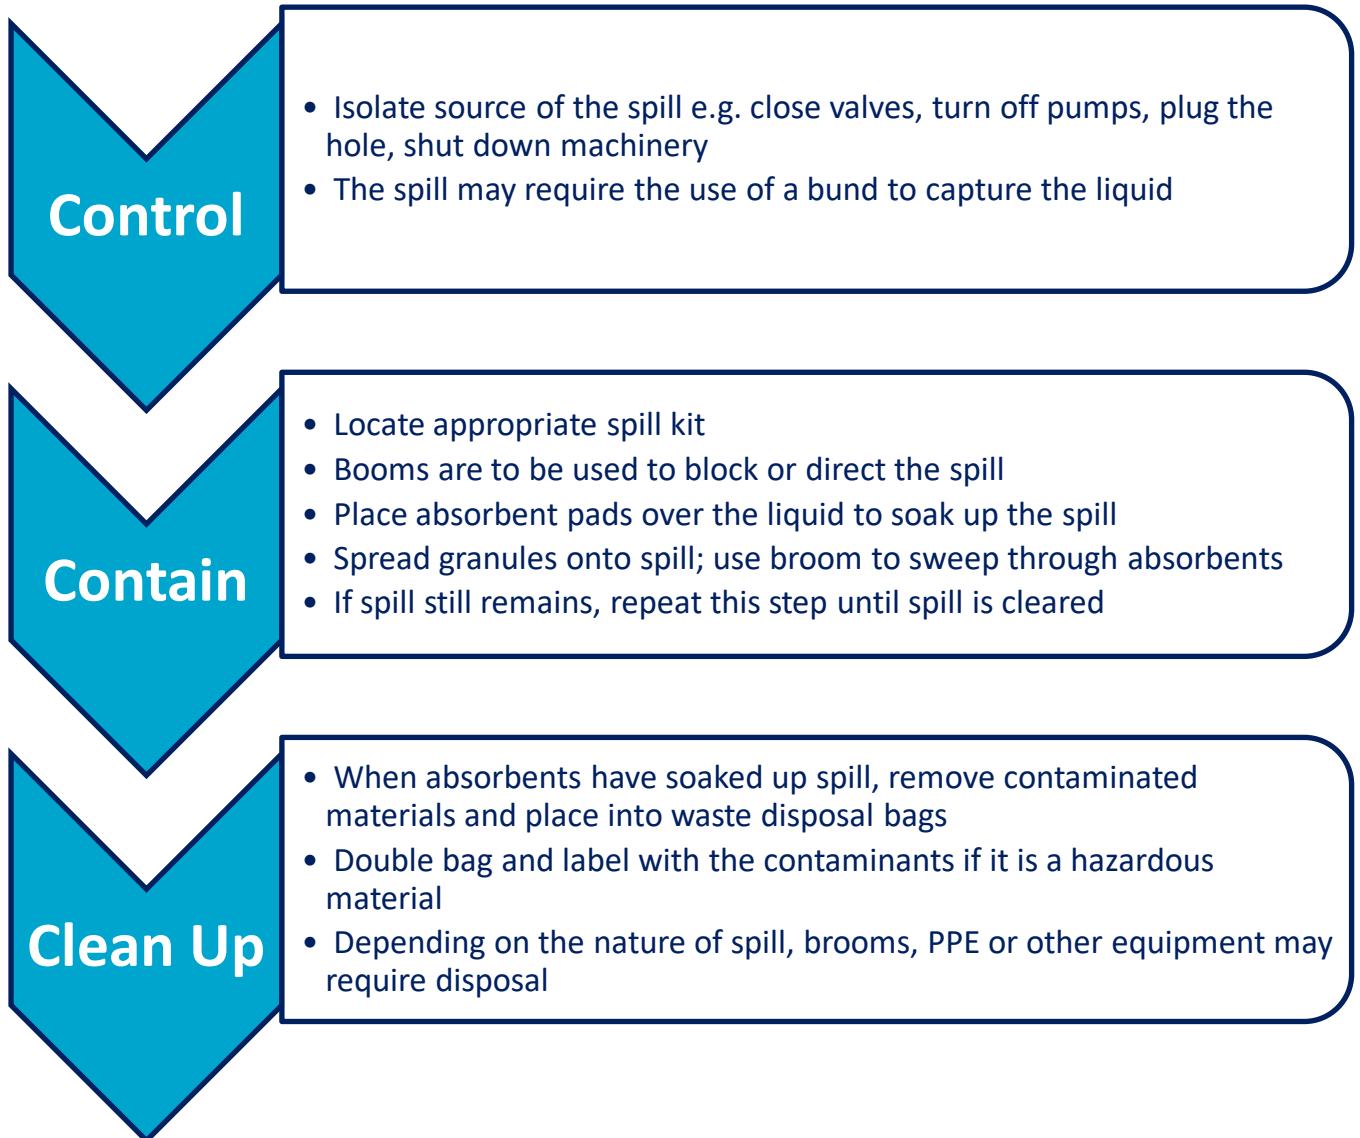 Control
• Isolate source of the spill e.g. close valves, turn off pumps, plug the
hole, shut down machinery
• The spill may require the use of a bund to capture the liquid
Contain
• Locate appropriate spill kit
• Booms are to be used to block or direct the spill
• Place absorbent pads over the liquid to soak up the spill
• Spread granules onto spill; use broom to sweep through absorbents
• If spill still remains, repeat this step until spill is cleared
Clean Up
• When absorbents have soaked up spill, remove contaminated
materials and place into waste disposal bags
• Double bag and label with the contaminants if it is a hazardous
material
• Depending on the nature of spill, brooms, PPE or other equipment may
require disposal